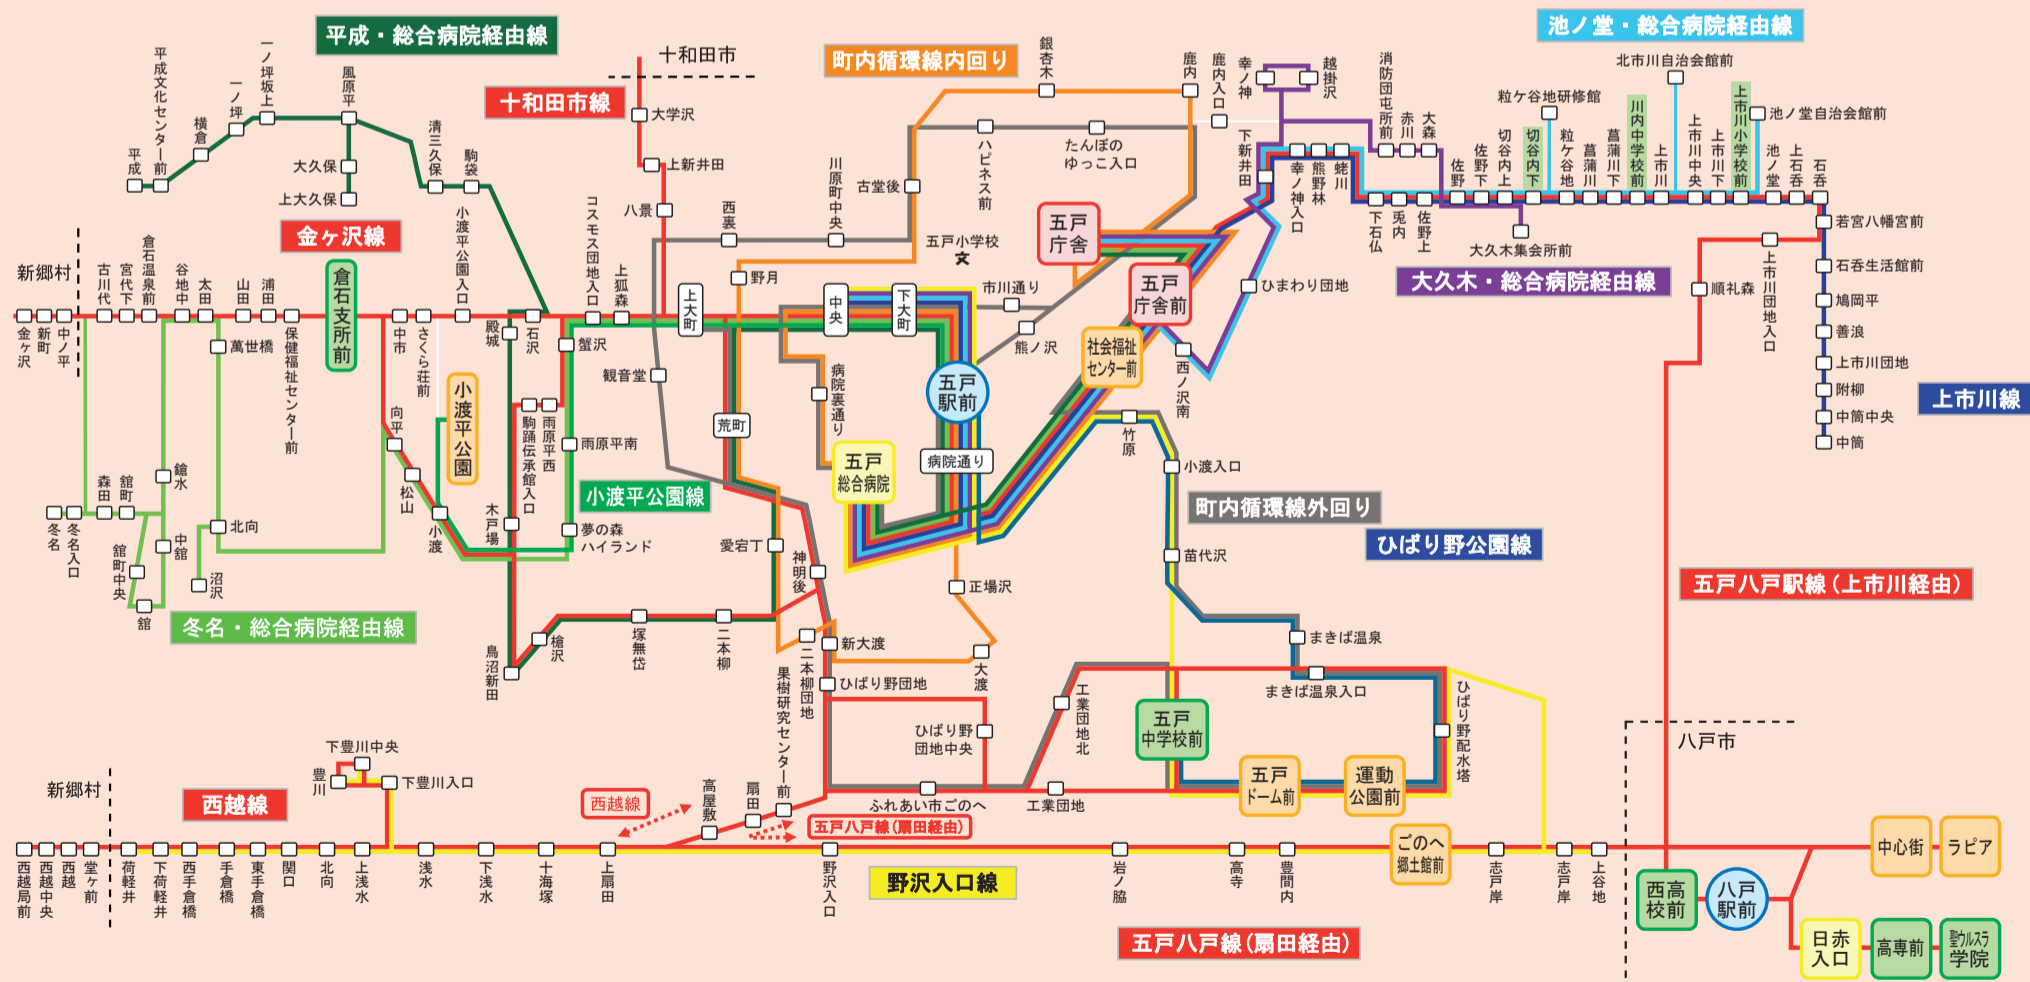 平成・総合病院経由線
十和田市線
十和田市
町内循環線内回り
池ノ堂・総合病院経由線
大久木・総合病院経由線
上市川線
金ヶ沢線
小渡平公園線
町内循環線外回り
ひばり野公園線
五戸八戸駅線（上市川経由）
冬名・総合病院経由線
西越線
野沢入口線
五戸八戸線（扇田経由）
平成
平成文化センター前
横倉
一ノ坪
一ノ坪坂上
風原平
大久保
上大久保
清三久保
駒袋
大学沢
上新井田
八景
西裏
川原町中央
古堂後
ハピネス前
たんぽの
ゆっこ入口
銀杏木
鹿内
鹿内入口
幸ノ神
越掛沢
下新井田
消防団屯所前
赤川
大森
幸ノ神入口
熊野林
蛯川
下石仏
兎内
佐野上
佐野
佐野下
切谷内上
切谷内下
粒ケ谷地研修館
粒ケ谷地
菖蒲川
菖蒲川下
川内中学校前
上市川
北市川自治会館前
上市川中央
上市川下
上市川小学校前
池ノ堂自治会館前
池ノ堂
上石呑
石呑
大久木集会所前
若宮八幡宮前
石呑生活館前
鳩岡平
善浪
上市川団地
附柳
中筒中央
中筒
上市川団地入口
順礼森
新郷村
金ヶ沢
新町
中ノ平
古川代
宮代下
倉石温泉前
谷地中
太田
山田
浦田
保健福祉センター前
倉石支所前
中市
さくら荘前
小渡平公園入口
殿城
石沢
コスモス団地入口
上狐森
上大町
中央
下大町
五戸
庁舎
五戸
庁舎前
五戸小学校
野月
市川通り
熊ノ沢
ひまわり団地
西ノ沢南
社会福祉
センター前
五戸
駅前
病院通り
病院裏通り
五戸
総合病院
荒町
観音堂
蟹沢
萬世橋
向平
小渡平公園
駒踊伝承館入口
雨原平西
雨原平南
松山
小渡
木戸場
夢の森
ハイランド
鎗水
森田
舘町
冬名
冬名入口
北向
中舘
舘町中央
沼沢
舘
愛宕丁
神明後
正場沢
大渡
新大渡
二本柳団地
ひばり野団地
二本柳
塚無岱
槍沢
鳥沼新田
竹原
小渡入口
苗代沢
まきば温泉
まきば温泉入口
ひばり野配水塔
工業団地北
五戸
中学校前
五戸
ドーム前
運動
公園前
ひばり野
団地中央
ふれあい市ごのへ
工業団地
果樹研究センター前
扇田
高屋敷
西越線
五戸八戸線（扇田経由）
下豊川中央
豊川
下豊川入口
新郷村
西越局前
西越中央
西越
堂ヶ前
荷軽井
下荷軽井
西手倉橋
手倉橋
東手倉橋
関口
北向
上浅水
浅水
下浅水
十海塚
上扇田
野沢入口
岩ノ脇
高寺
豊間内
ごのへ
郷土館前
志戸岸
志戸岸
上谷地
八戸市
西高
校前
八戸
駅前
中心街
ラピア
日赤
入口
高専前
聖ウルスラ
学院